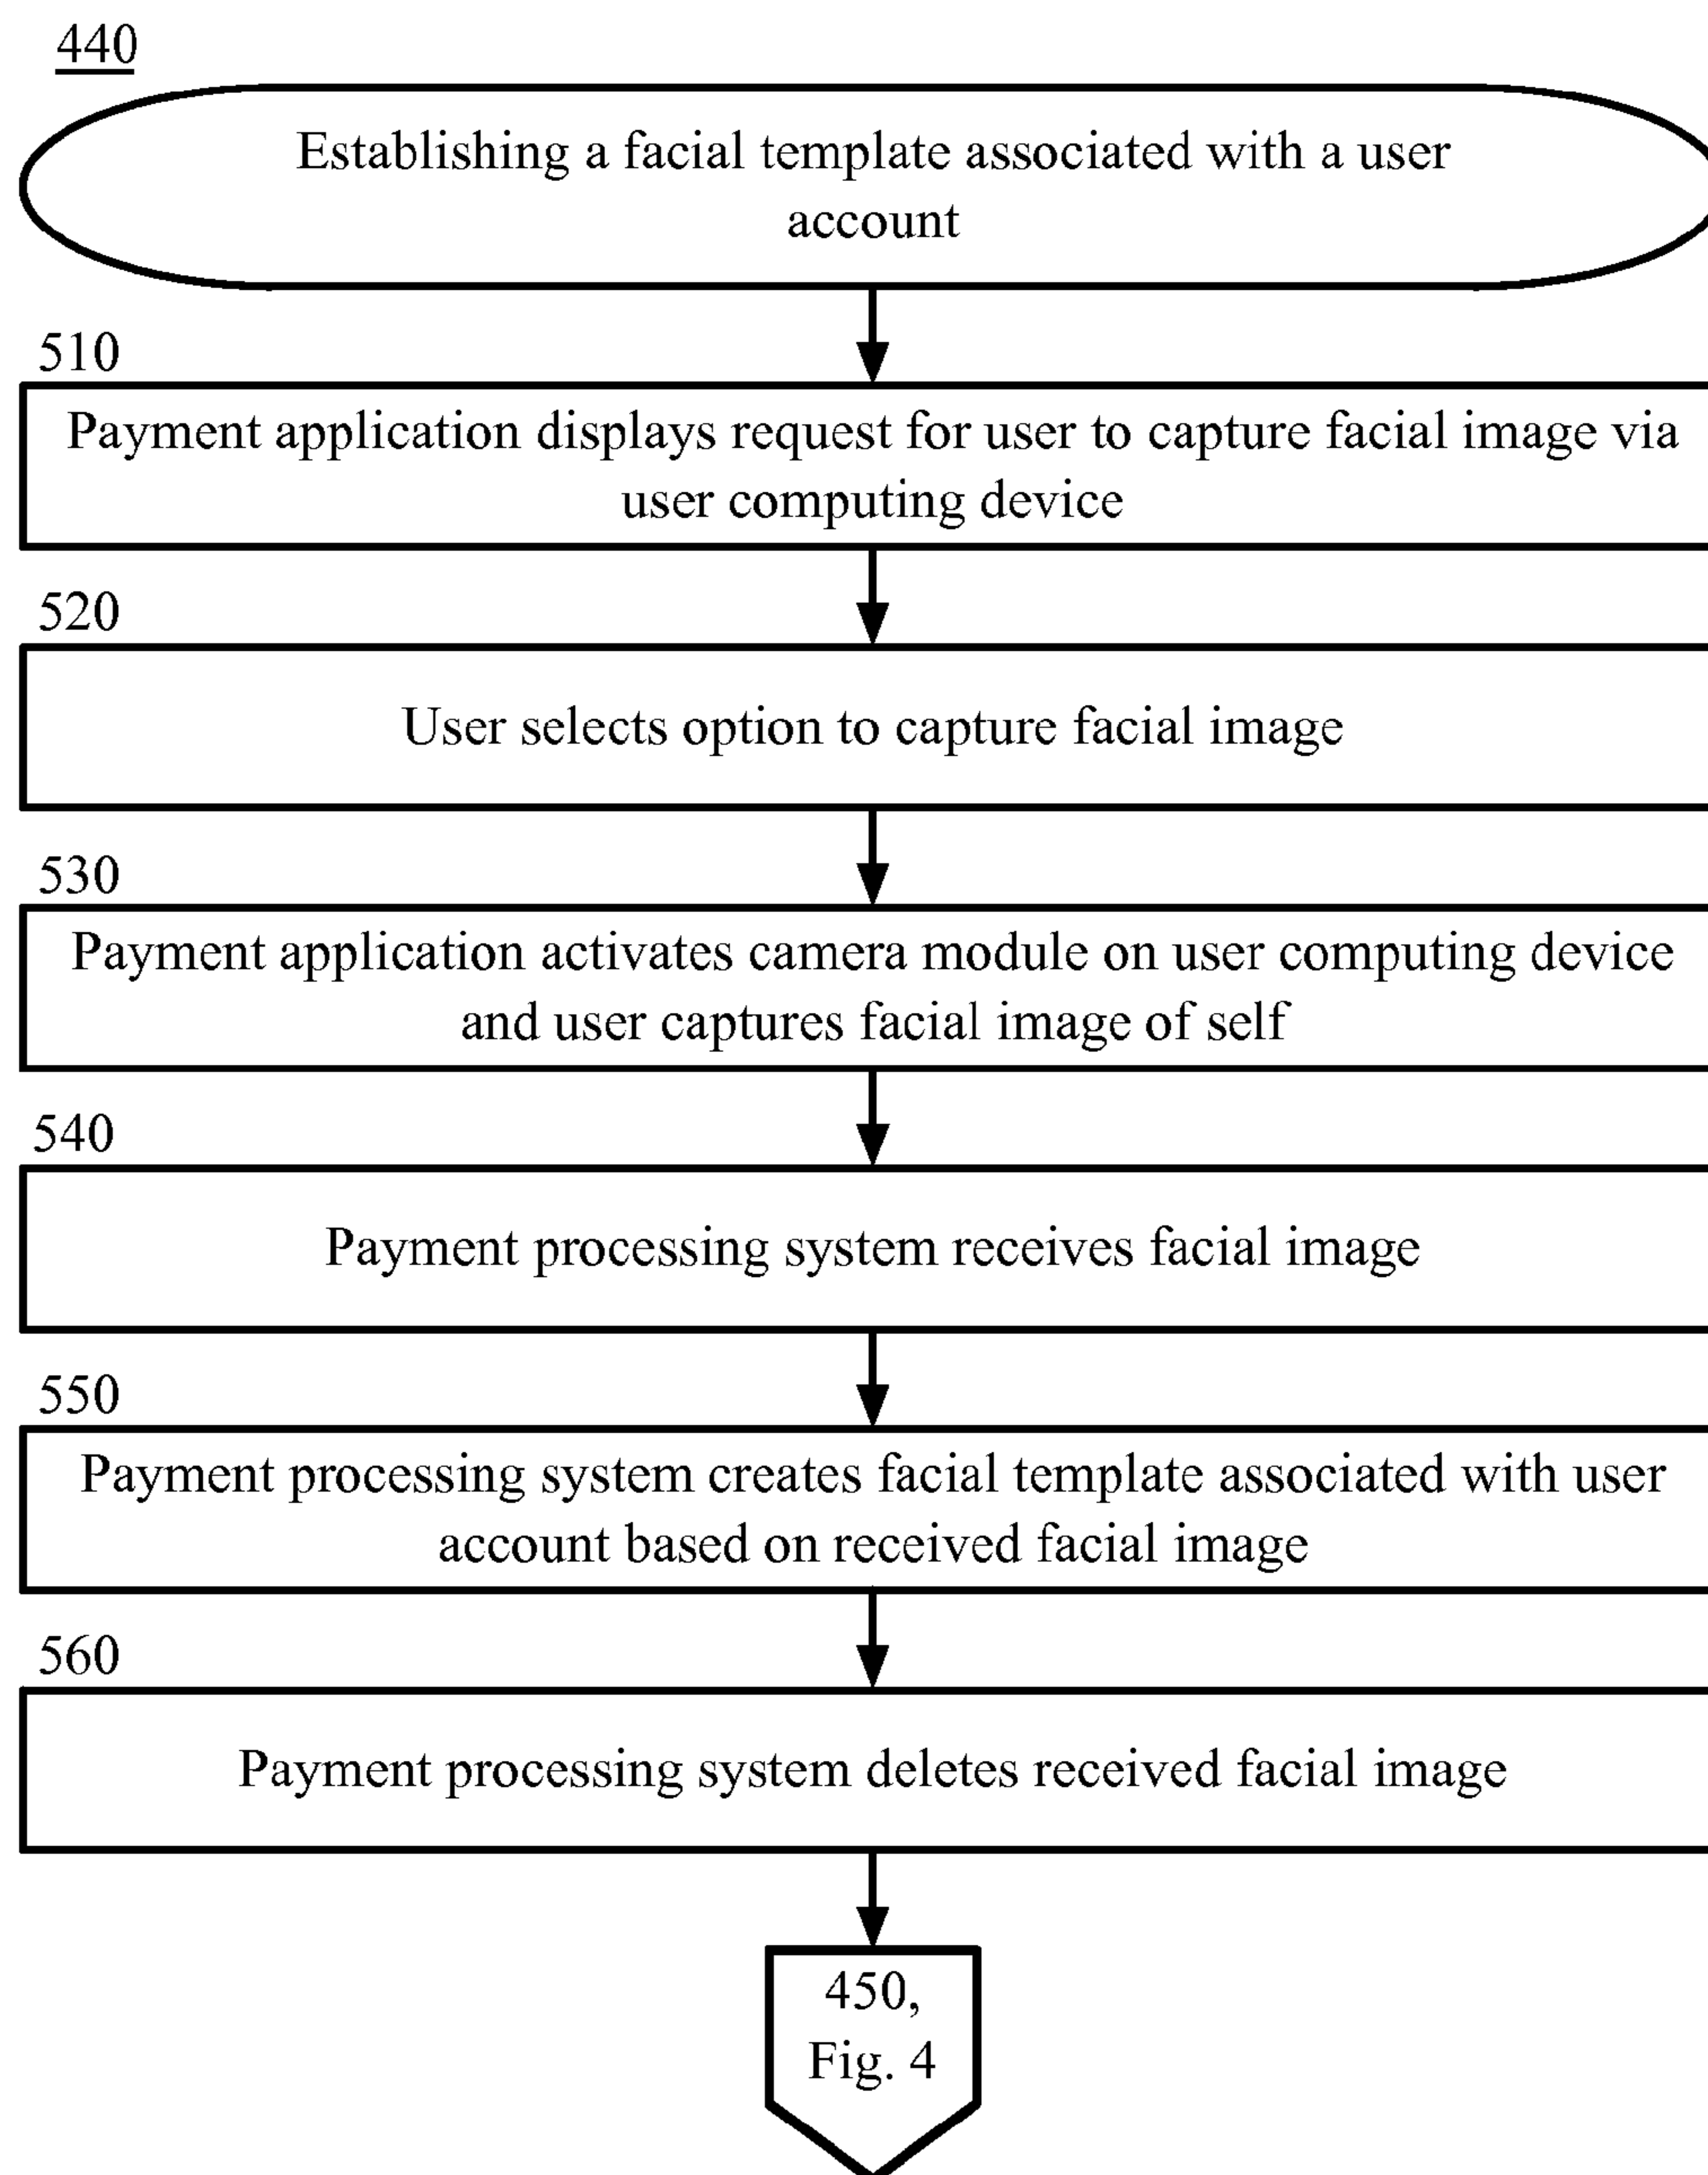 440
Establishing a facial template associated with a user
account
510
Payment application displays request for user to capture facial image via
user computing device
520
User selects option to capture facial image
530
Payment application activates camera module on user computing device
and user captures facial image of self
540
Payment processing system receives facial image
550
Payment processing system creates facial template associated with user
account based on received facial image
560
Payment processing system deletes received facial image
450,
Fig. 4